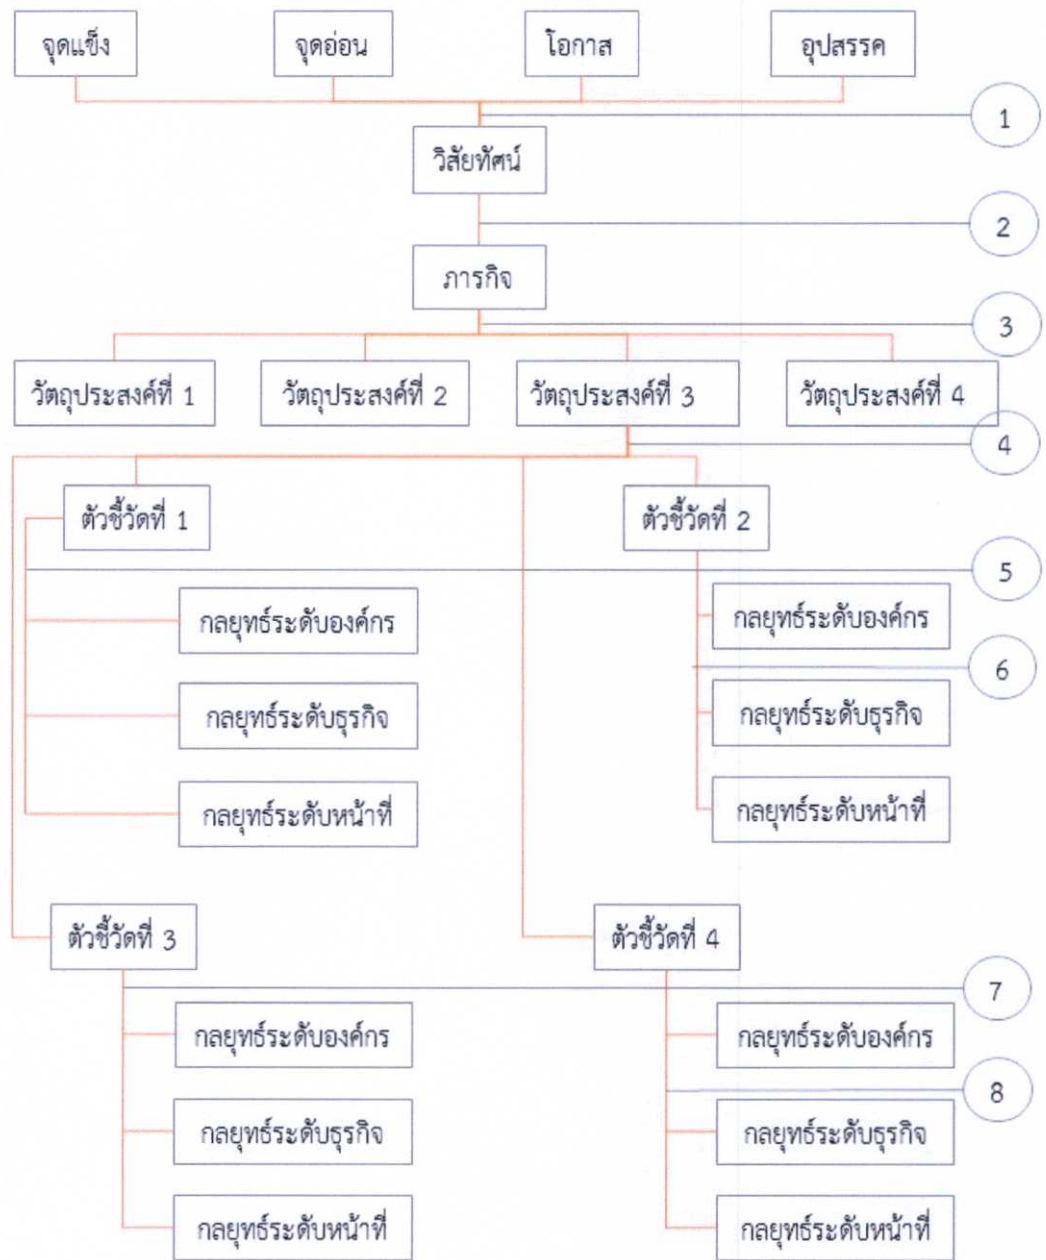 จุดแข็ง จุดอ่อน โอกาส อุปสรรค
1
วิสัยทัศน์
2
ภารกิจ
3
วัตถุประสงค์ที่ 1 วัตถุประสงค์ที่ 2 วัตถุประสงค์ที่ 3 วัตถุประสงค์ที่ 4
4
ตัวชี้วัดที่ 1 ตัวชี้วัดที่ 2
5
กลยุทธ์ระดับองค์กร กลยุทธ์ระดับองค์กร
6
กลยุทธ์ระดับธุรกิจ กลยุทธ์ระดับธุรกิจ
กลยุทธ์ระดับหน้าที่ กลยุทธ์ระดับหน้าที่
ตัวชี้วัดที่ 3 ตัวชี้วัดที่ 4
7
กลยุทธ์ระดับองค์กร กลยุทธ์ระดับองค์กร
8
กลยุทธ์ระดับธุรกิจ กลยุทธ์ระดับธุรกิจ
กลยุทธ์ระดับหน้าที่ กลยุทธ์ระดับหน้าที่